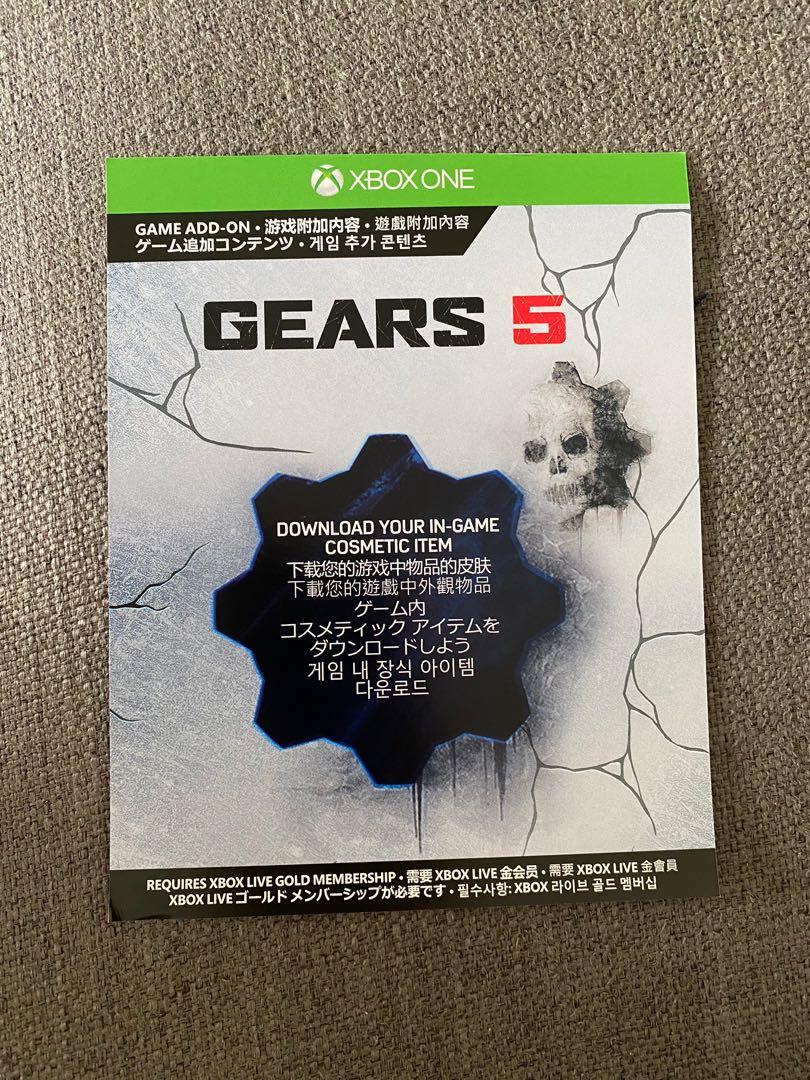 XBOX ONE
GAME ADD-ON • 游戏附加内容 • 遊戲附加內容
ゲーム追加コンテンツ • 게임 추가 콘텐츠
GEARS 5
DOWNLOAD YOUR IN-GAME
COSMETIC ITEM
下载您的游戏中物品的皮肤
下載您的遊戲中外觀物品
ゲーム内
コスメティック アイテムを
ダウンロードしよう
게임 내 장식 아이템
다운로드
REQUIRES XBOX LIVE GOLD MEMBERSHIP • 需要 XBOX LIVE 金会员 • 需要 XBOX LIVE 金會員
XBOX LIVE ゴールド メンバーシップが必要です • 필수사항: XBOX 라이브 골드 멤버십